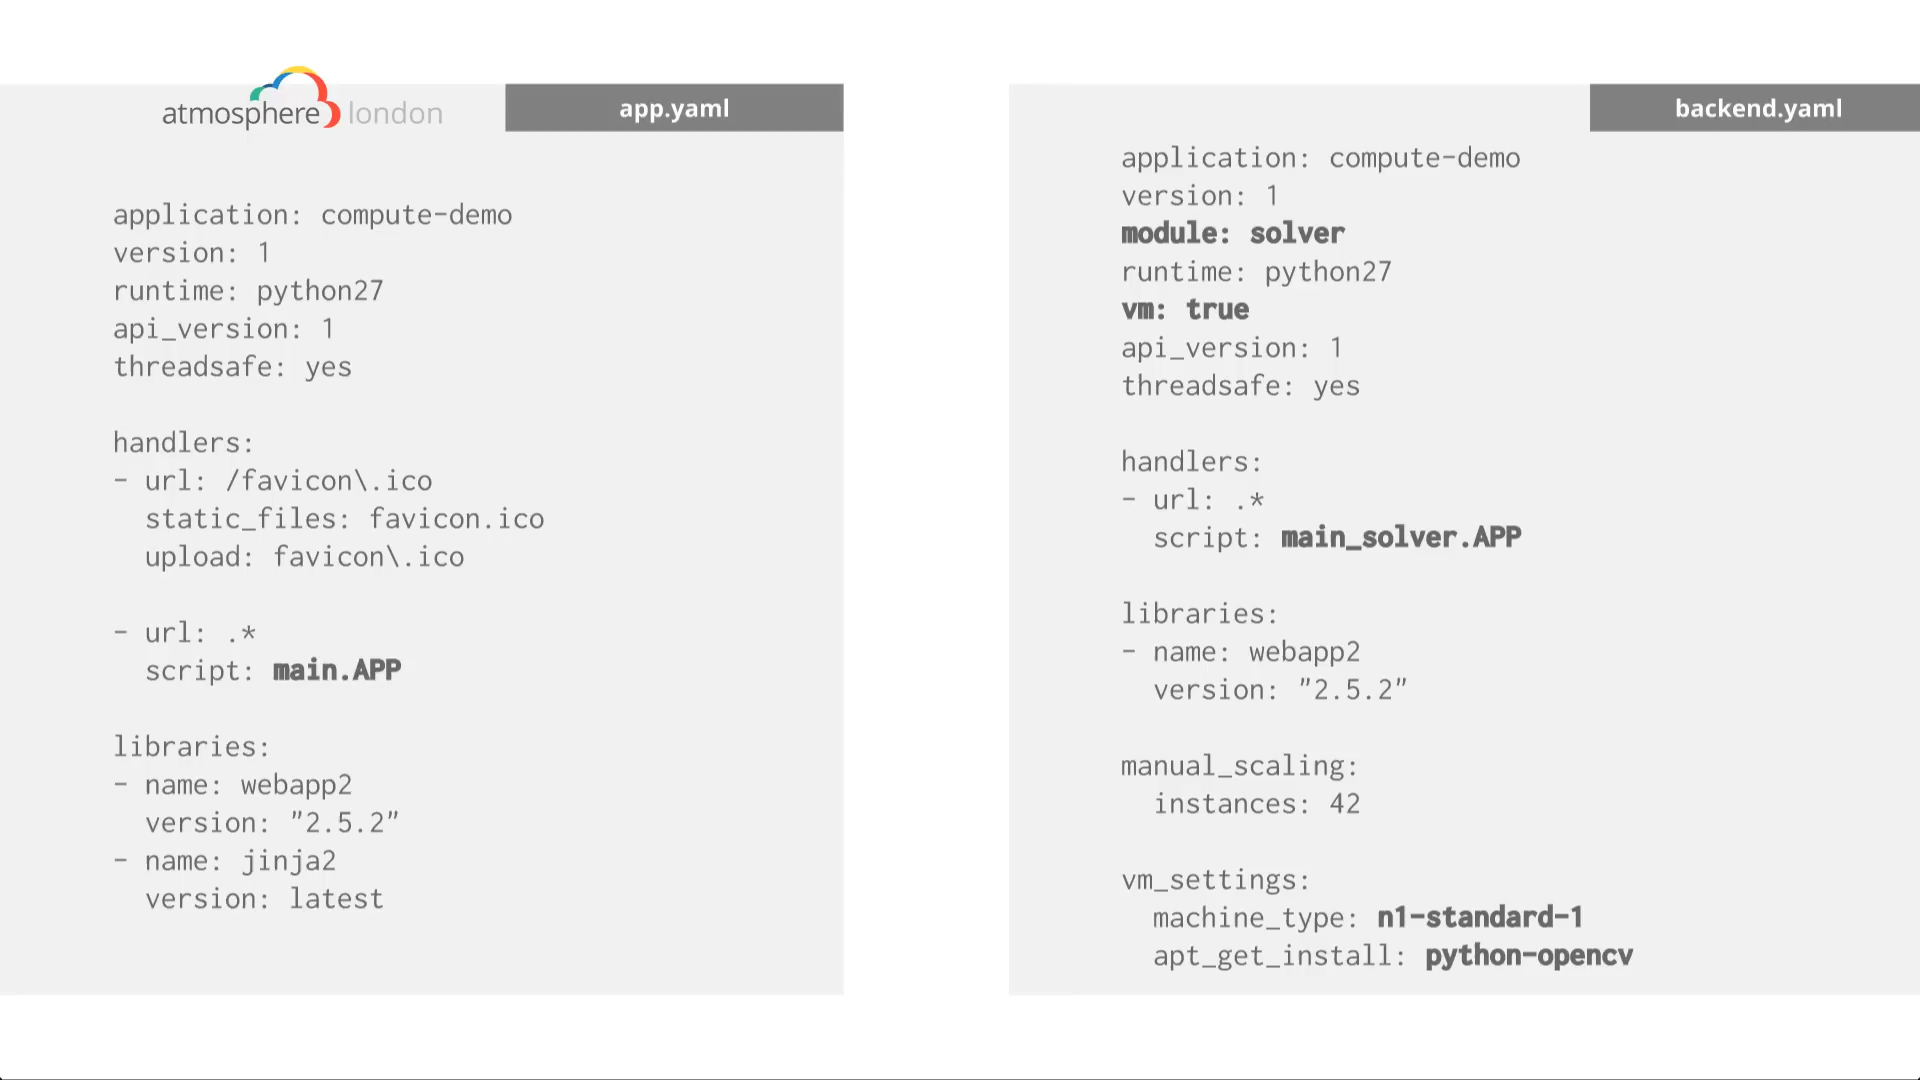 atmosphere london
app.yaml
application: compute-demo
version: 1
runtime: python27
api_version: 1
threadsafe: yes
handlers:
- url: /favicon\.ico
  static_files: favicon.ico
  upload: favicon\.ico
- url: .*
  script: main.APP
libraries:
- name: webapp2
  version: "2.5.2"
- name: jinja2
  version: latest
backend.yaml
application: compute-demo
version: 1
module: solver
runtime: python27
vm: true
api_version: 1
threadsafe: yes
handlers:
- url: .*
  script: main_solver.APP
libraries:
- name: webapp2
  version: "2.5.2"
manual_scaling:
  instances: 42
vm_settings:
  machine_type: n1-standard-1
  apt_get_install: python-opencv